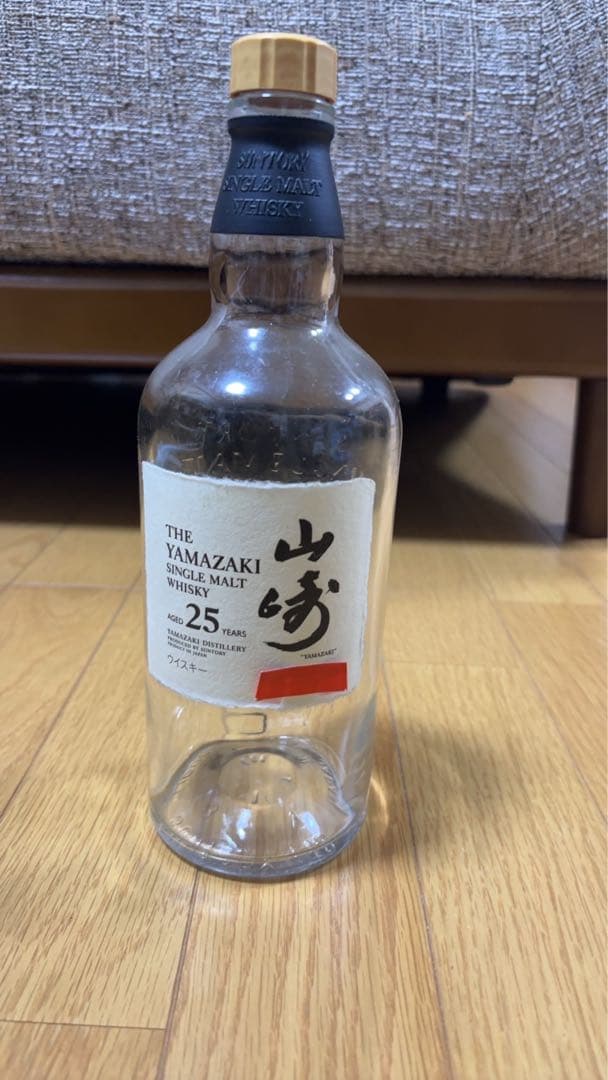 SUNTORY
SINGLE MALT
WHISKY
THE
YAMAZAKI
SINGLE MALT
WHISKY
AGED 25 YEARS
YAMAZAKI DISTILLERY
PRODUCED BY SUNTORY
PRODUCT OF JAPAN
ウイスキー
山崎
"YAMAZAKI"